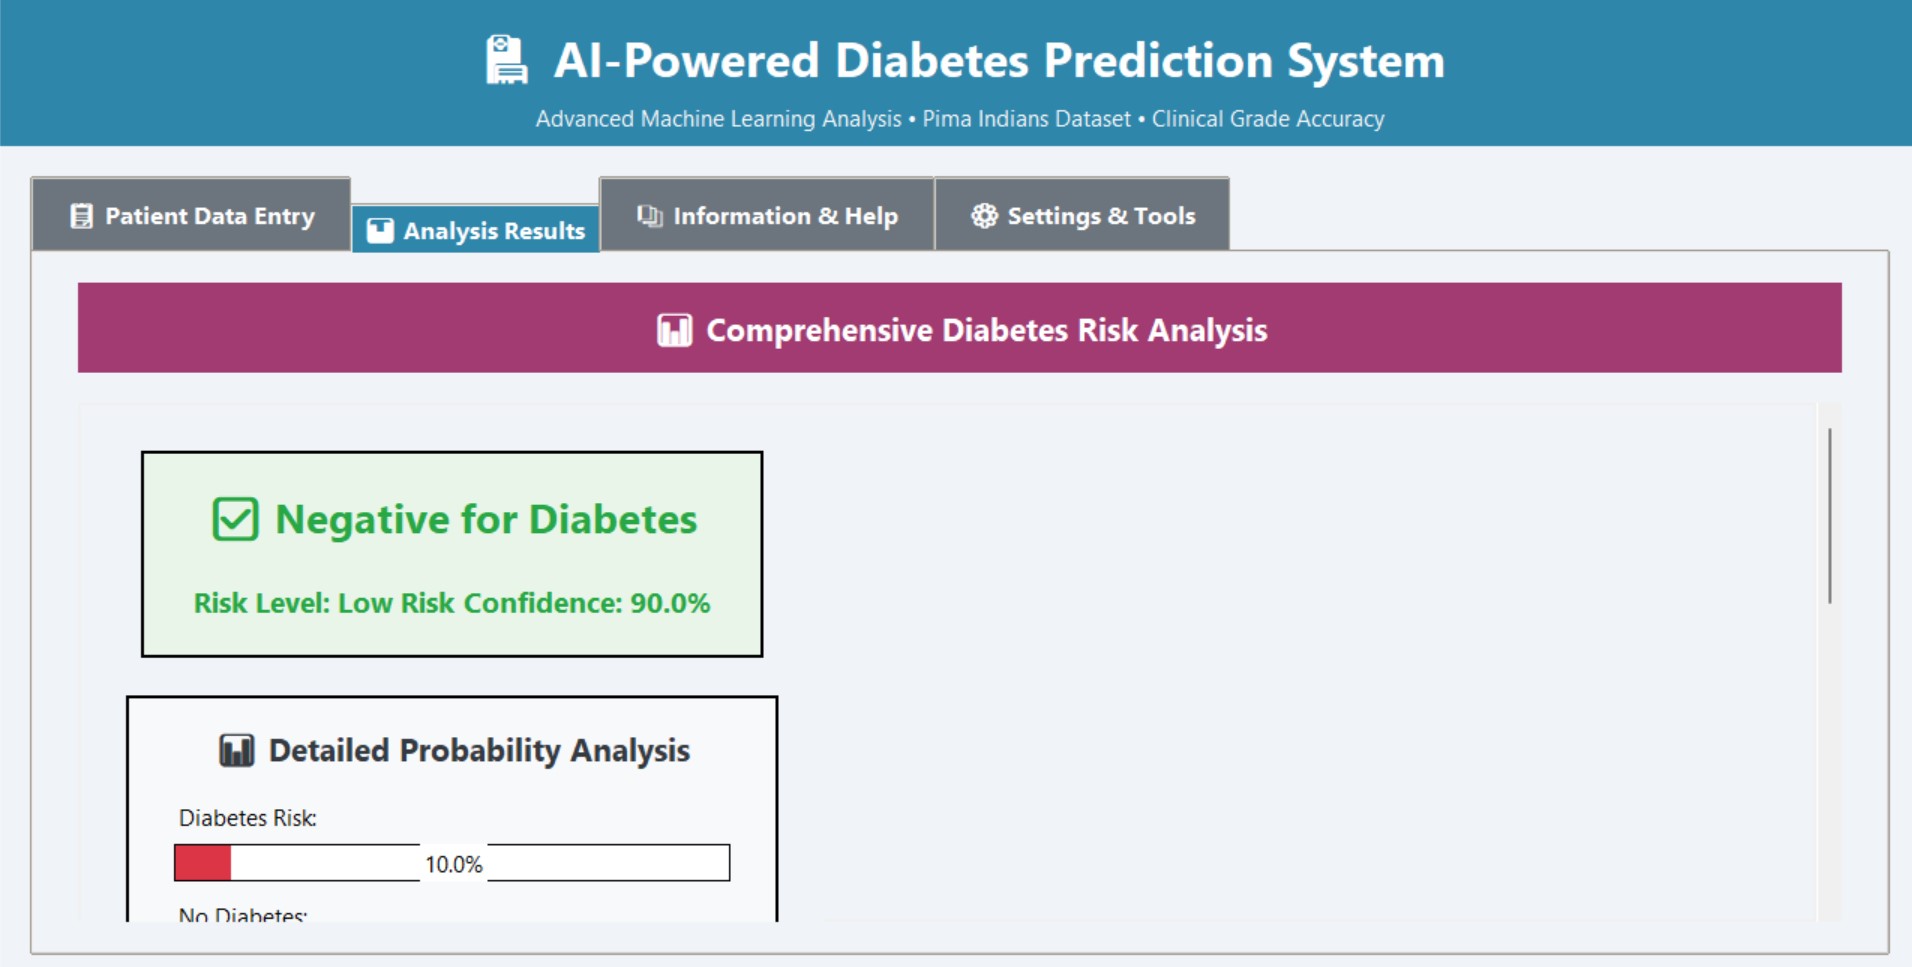 AI-Powered Diabetes Prediction System
Advanced Machine Learning Analysis • Pima Indians Dataset • Clinical Grade Accuracy
Patient Data Entry
Analysis Results
Information & Help
Settings & Tools
Comprehensive Diabetes Risk Analysis
Negative for Diabetes
Risk Level: Low Risk Confidence: 90.0%
Detailed Probability Analysis
Diabetes Risk:
10.0%
No Diabetes: